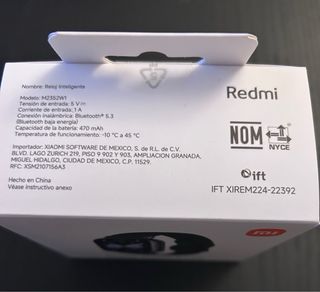 Nombre: Reloj Inteligente
Modelo: M2352W1
Tensión de entrada: 5 V⎓
Corriente de entrada: 1 A
Conexión inalámbrica: Bluetooth® 5.3
(Bluetooth baja energía)
Capacidad de la batería: 470 mAh
Temperatura de funcionamiento: -10 °C a 45 °C
Importador: XIAOMI SOFTWARE DE MEXICO, S. de R.L. de C.V.
BLVD. LAGO ZURICH 219, PISO 9 902 Y 903, AMPLIACION GRANADA,
MIGUEL HIDALGO, CIUDAD DE MEXICO, C.P. 11529.
RFC: XSM2107156A3
Hecho en China
Véase instructivo anexo
Redmi
NOM NYCE
ift
IFT XIREM224-22392